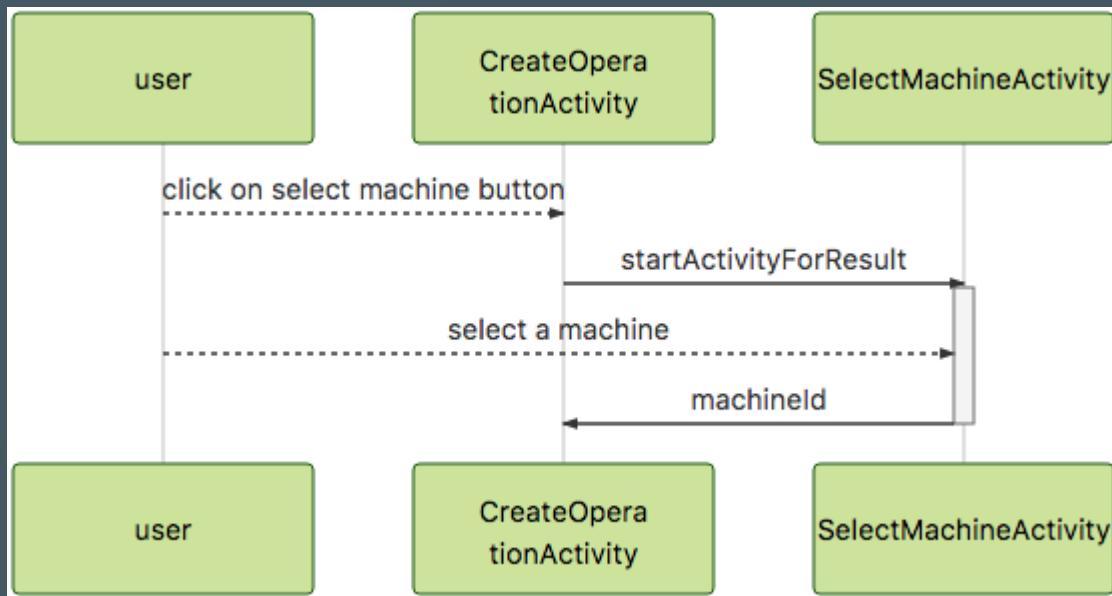 user
CreateOpera
tionActivity
SelectMachineActivity
click on select machine button
startActivityForResult
select a machine
machineId
user
CreateOpera
tionActivity
SelectMachineActivity